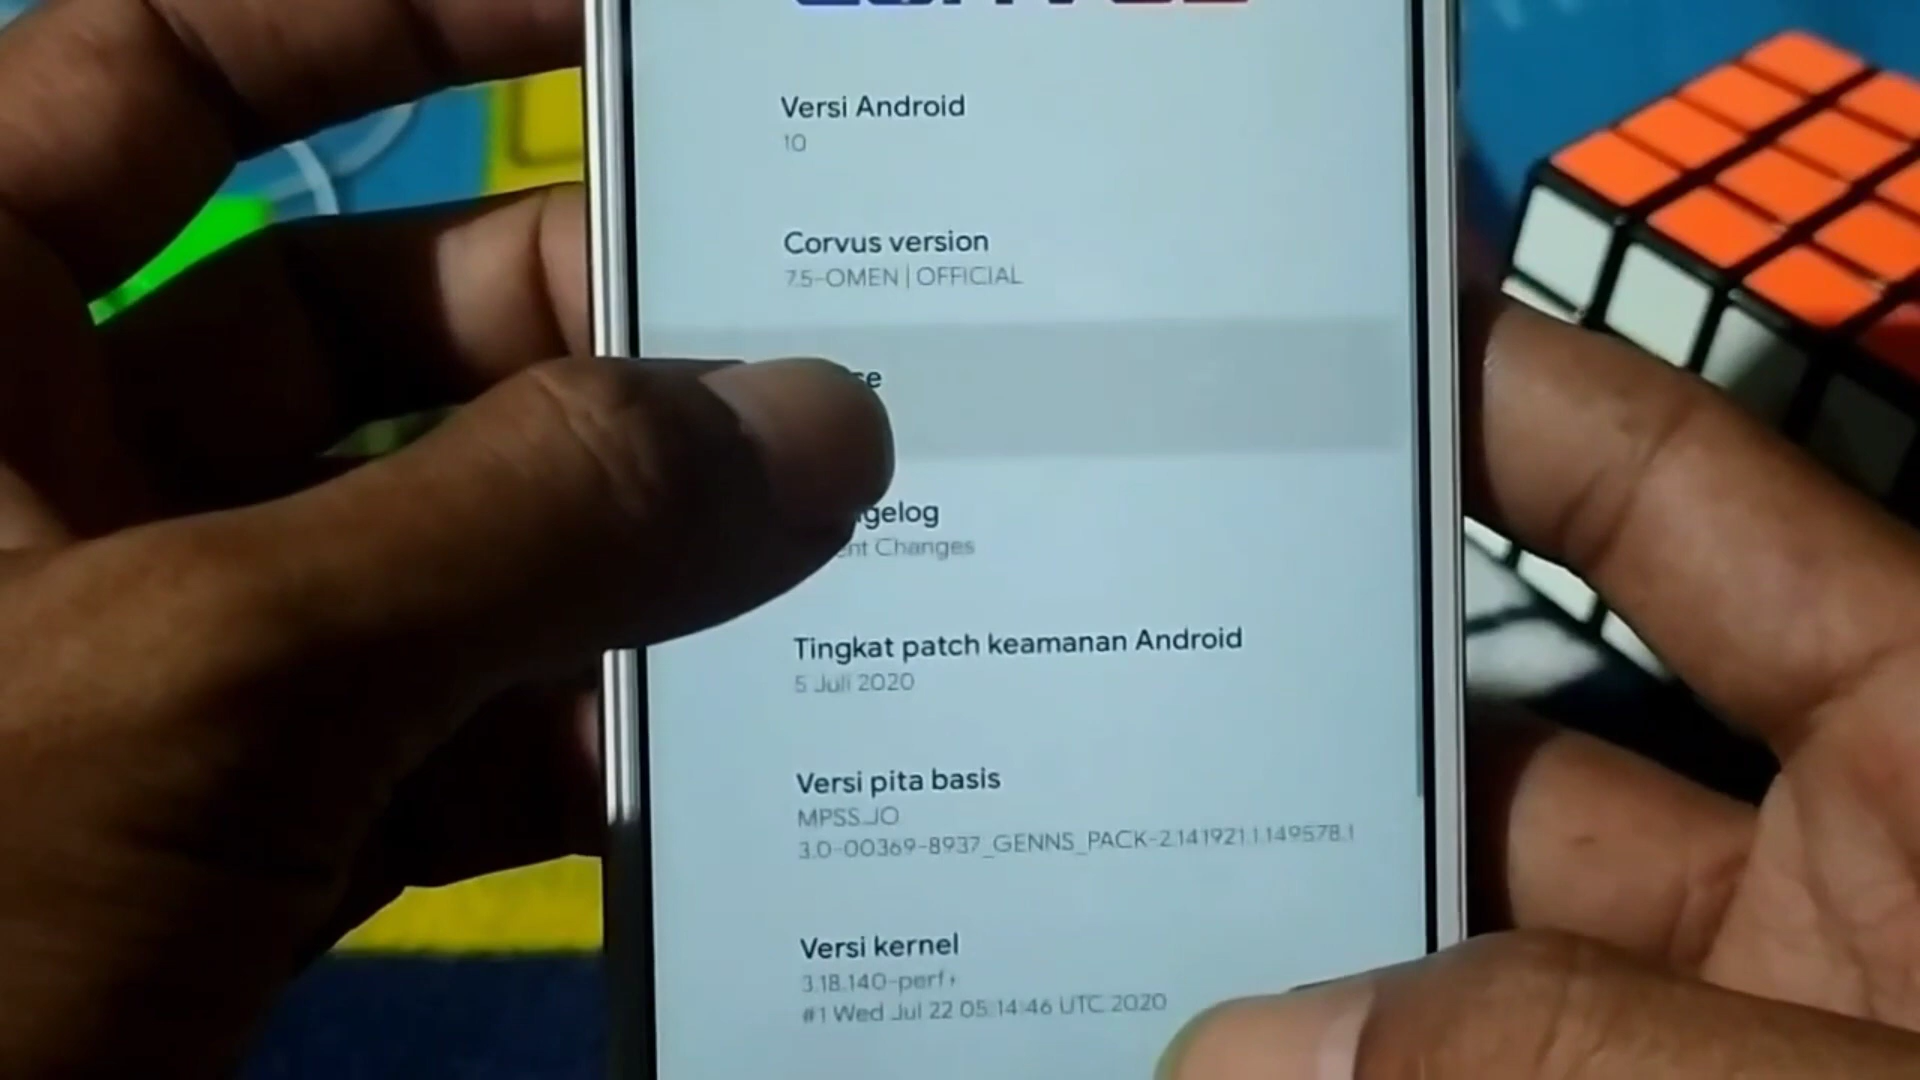 Versi Android
10
Corvus version
7.5-OMEN | OFFICIAL
Tingkat patch keamanan Android
5 Juli 2020
Changes
Versi pita basis
MPSS.JO
3.0-00369-8937_GENNS_PACK-2.141921.1.149578.1
Versi kernel
3.18.140-perf+
#1 Wed Jul 22 05:14:46 UTC 2020